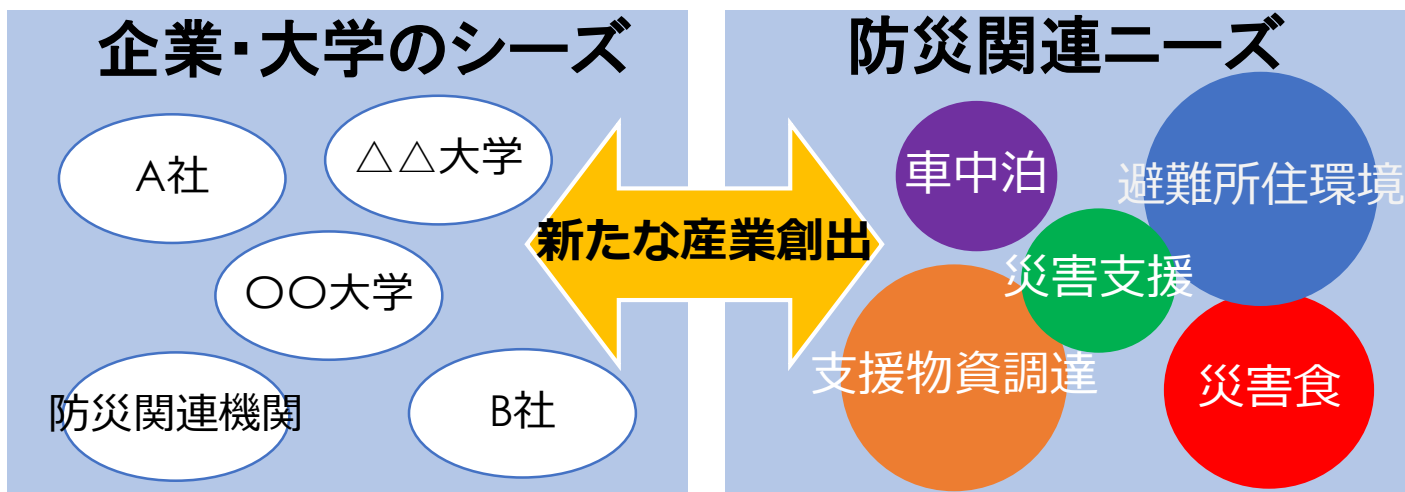 企業・大学のシーズ
A社
△△大学
〇〇大学
防災関連機関
B社
新たな産業創出
防災関連ニーズ
車中泊
避難所住環境
災害支援
支援物資調達
災害食